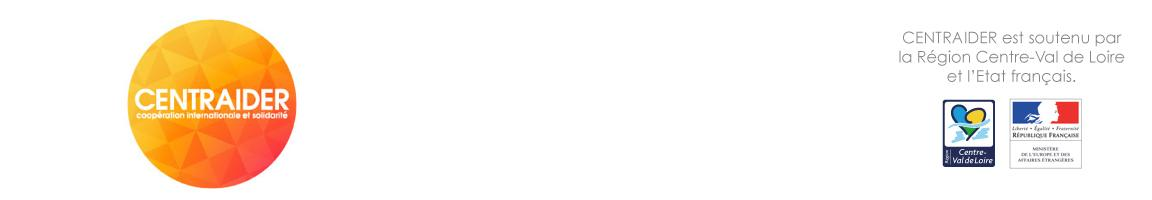 CENTRAIDER
coopération internationale et solidarité
CENTRAIDER est soutenu par
la Région Centre-Val de Loire
et l'Etat français.
Région
Centre-
Val de Loire
Liberté • Égalité • Fraternité
RÉPUBLIQUE FRANÇAISE
MINISTÈRE
DE L'EUROPE ET DES
AFFAIRES ÉTRANGÈRES